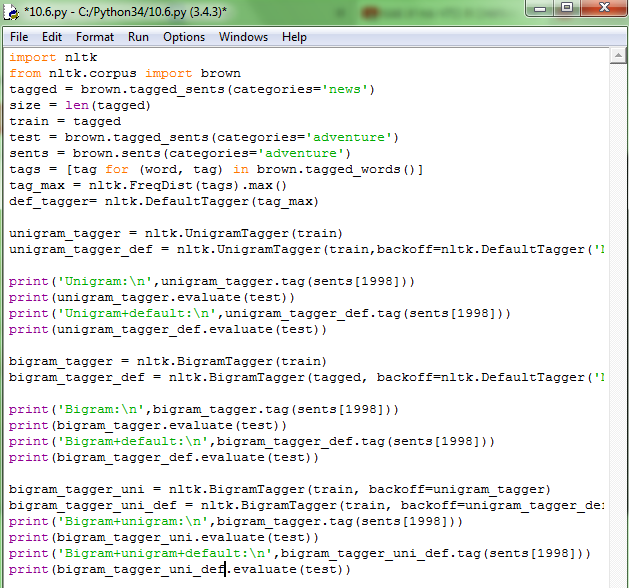 *10.6.py - C:/Python34/10.6.py (3.4.3)*
File Edit Format Run Options Windows Help
import nltk
from nltk.corpus import brown
tagged = brown.tagged_sents(categories='news')
size = len(tagged)
train = tagged
test = brown.tagged_sents(categories='adventure')
sents = brown.sents(categories='adventure')
tags = [tag for (word, tag) in brown.tagged_words()]
tag_max = nltk.FreqDist(tags).max()
def_tagger= nltk.DefaultTagger(tag_max)
unigram_tagger = nltk.UnigramTagger(train)
unigram_tagger_def = nltk.UnigramTagger(train,backoff=nltk.DefaultTagger('
print('Unigram:\n',unigram_tagger.tag(sents[1998]))
print(unigram_tagger.evaluate(test))
print('Unigram+default:\n',unigram_tagger_def.tag(sents[1998]))
print(unigram_tagger_def.evaluate(test))
bigram_tagger = nltk.BigramTagger(train)
bigram_tagger_def = nltk.BigramTagger(tagged, backoff=nltk.DefaultTagger('
print('Bigram:\n',bigram_tagger.tag(sents[1998]))
print(bigram_tagger.evaluate(test))
print('Bigram+default:\n',bigram_tagger_def.tag(sents[1998]))
print(bigram_tagger_def.evaluate(test))
bigram_tagger_uni = nltk.BigramTagger(train, backoff=unigram_tagger)
bigram_tagger_uni_def = nltk.BigramTagger(train, backoff=unigram_tagger_de
print('Bigram+unigram:\n',bigram_tagger.tag(sents[1998]))
print(bigram_tagger_uni.evaluate(test))
print('Bigram+unigram+default:\n',bigram_tagger_uni_def.tag(sents[1998]))
print(bigram_tagger_uni_def.evaluate(test))